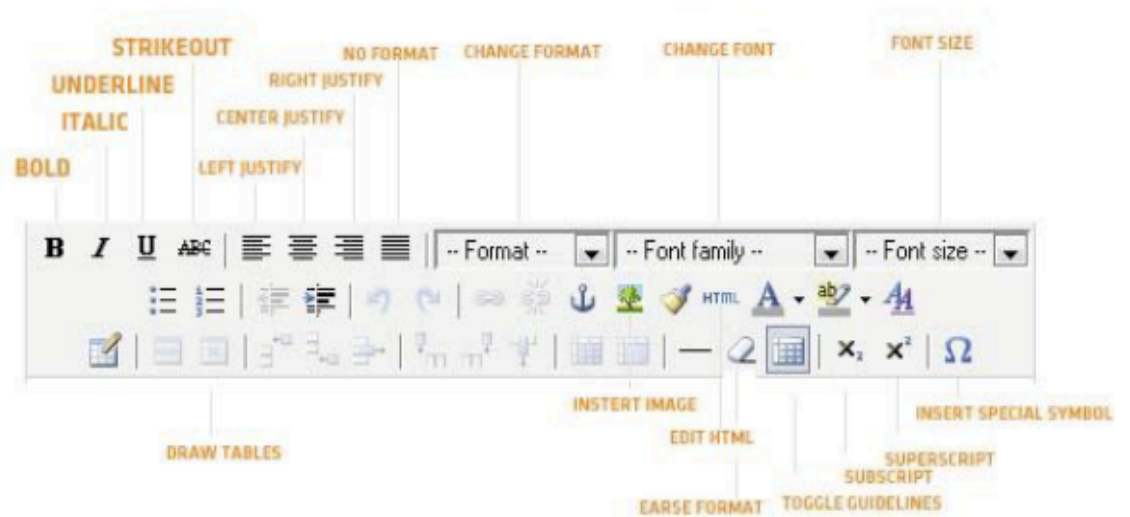 STRIKEOUT
NO FORMAT
CHANGE FORMAT
CHANGE FONT
FONT SIZE
UNDERLINE
RIGHT JUSTIFY
ITALIC
CENTER JUSTIFY
BOLD
LEFT JUSTIFY
B I U ABC -- Format -- -- Font family -- -- Font size --
HTML A ab A A
x₂ x² Ω
INSTERT IMAGE
INSERT SPECIAL SYMBOL
EDIT HTML
DRAW TABLES
SUPERSCRIPT
SUBSCRIPT
TOGGLE GUIDELINES
EARSE FORMAT